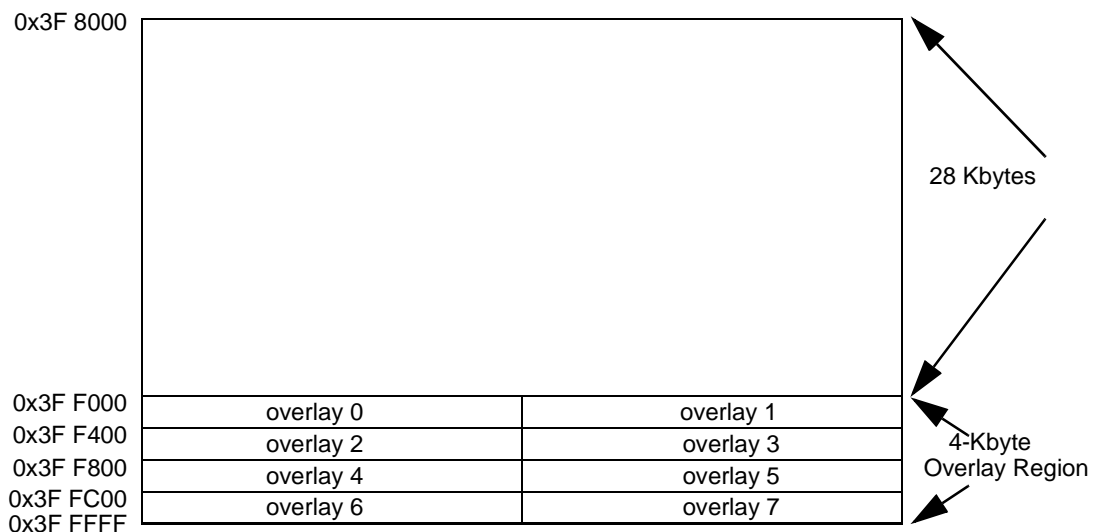 0x3F 8000
28 Kbytes
0x3F F000
overlay 0
overlay 1
0x3F F400
overlay 2
overlay 3
4-Kbyte
Overlay Region
0x3F F800
overlay 4
overlay 5
0x3F FC00
overlay 6
overlay 7
0x3F FFFF